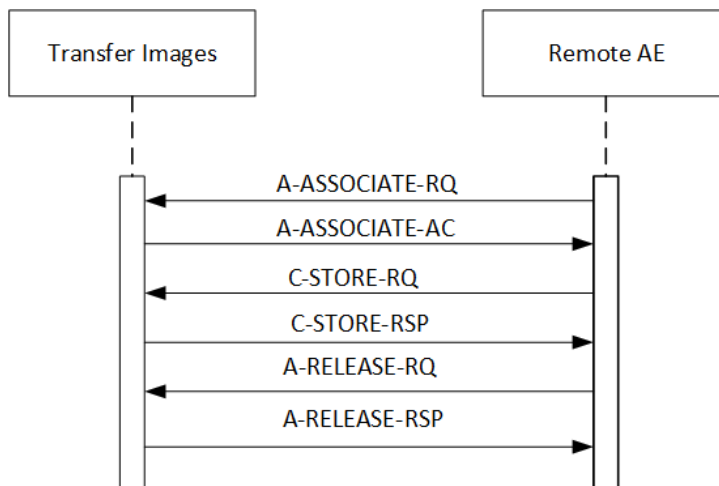 Transfer Images
Remote AE
A-ASSOCIATE-RQ
A-ASSOCIATE-AC
C-STORE-RQ
C-STORE-RSP
A-RELEASE-RQ
A-RELEASE-RSP